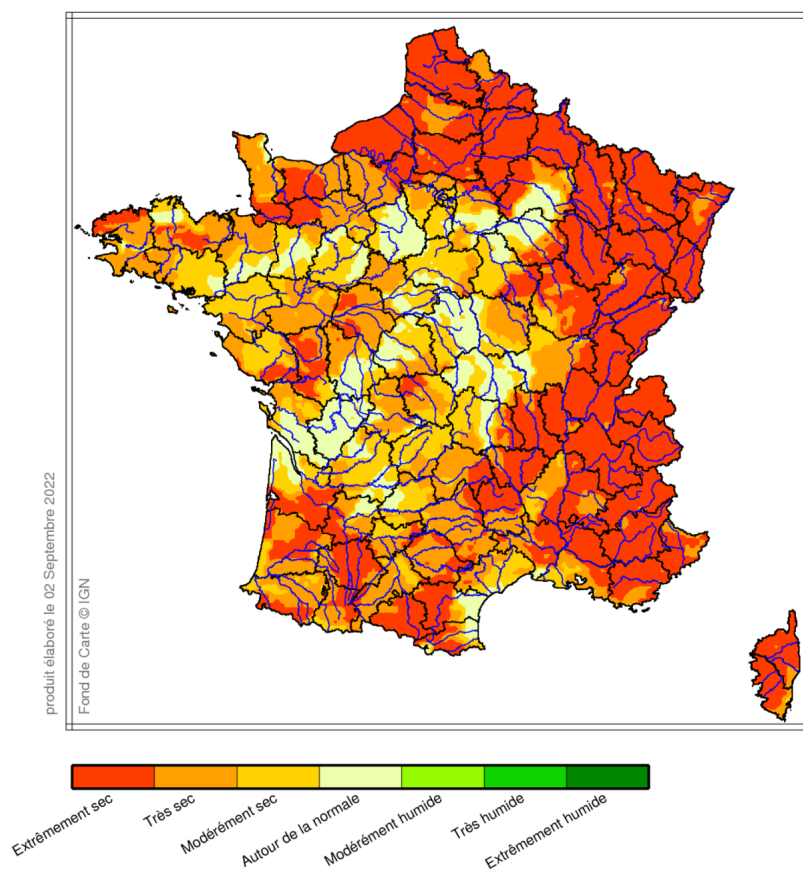 produit élaboré le 02 Septembre 2022
Fond de Carte © IGN
Extrêmement sec
Très sec
Modérément sec
Autour de la normale
Modérément humide
Très humide
Extrêmement humide